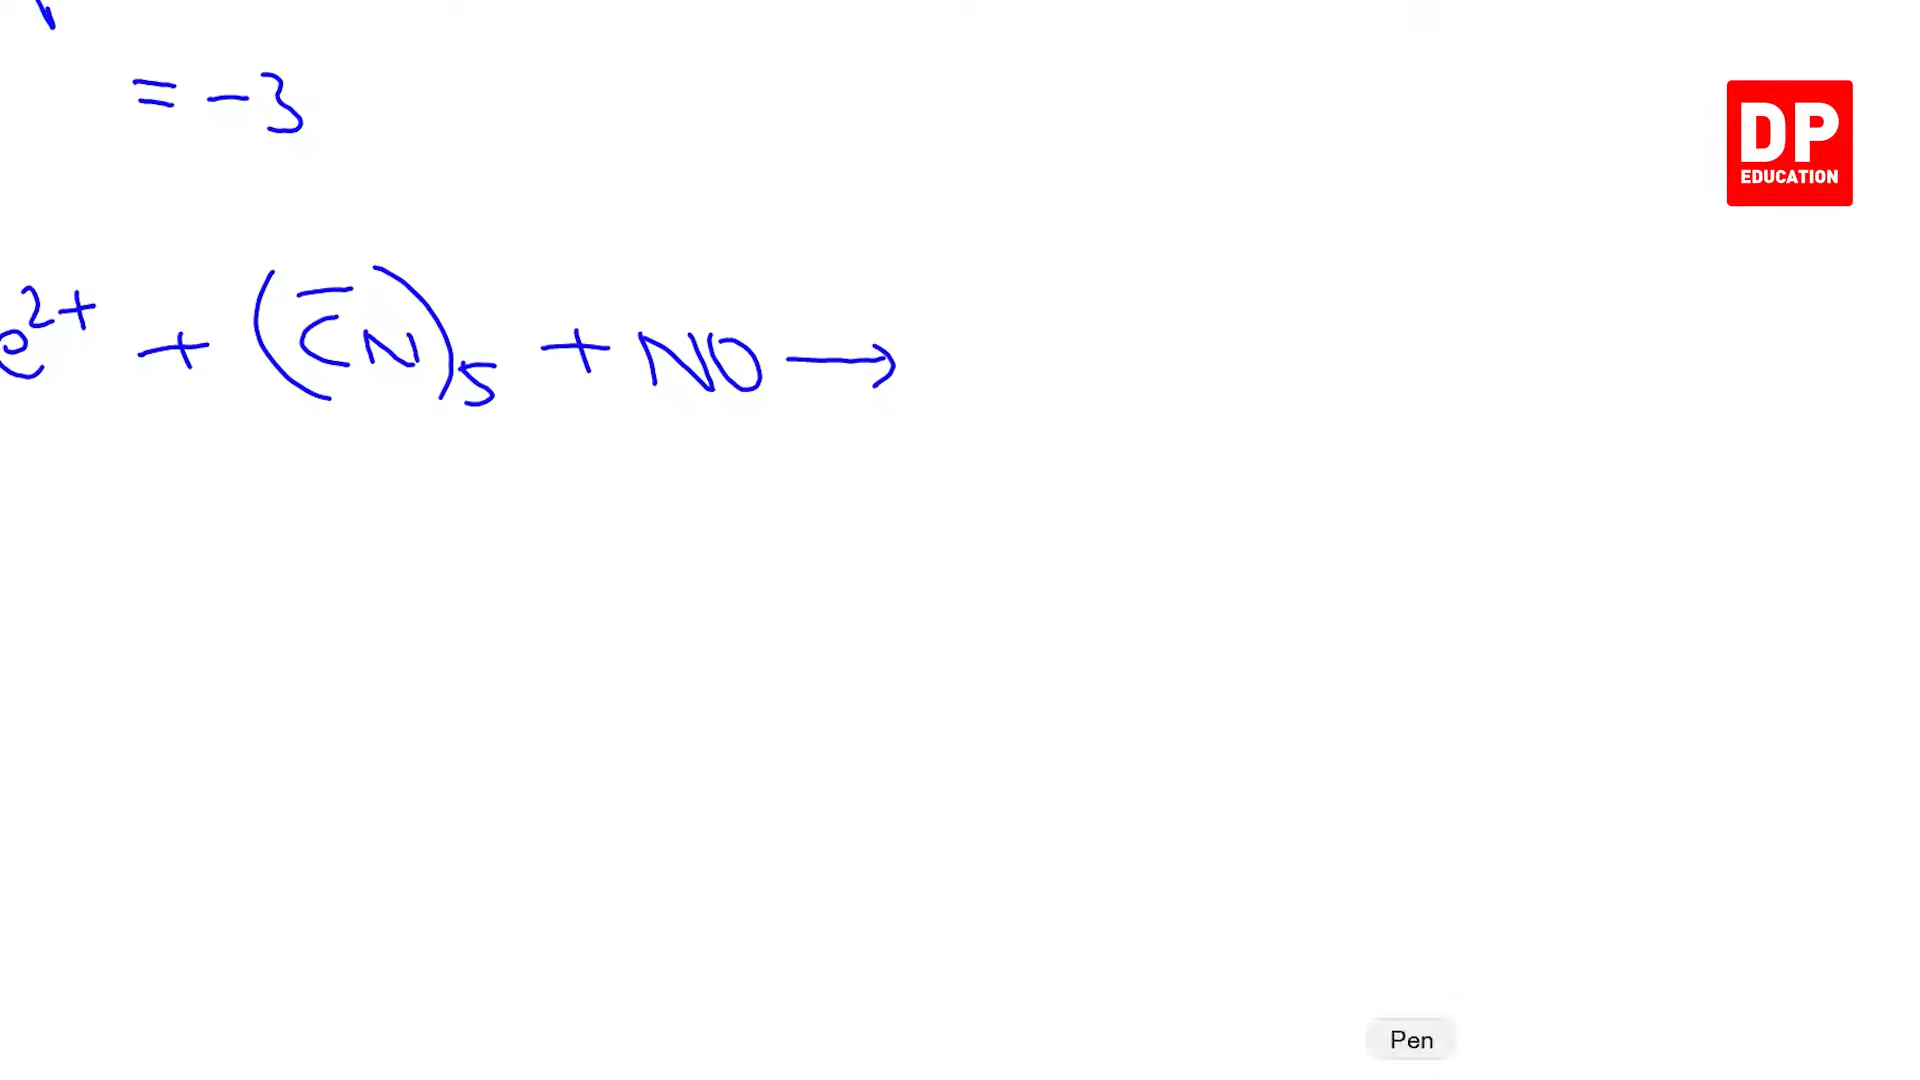 = -3
DP
EDUCATION
e²⁺ + (C̄N)₅ + NO →
Pen